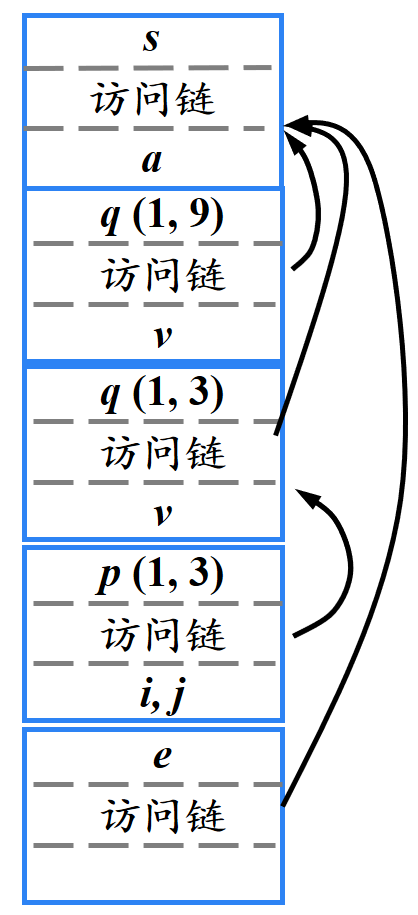 s
访问链
a
q (1, 9)
访问链
v
q (1, 3)
访问链
v
p (1, 3)
访问链
i, j
e
访问链